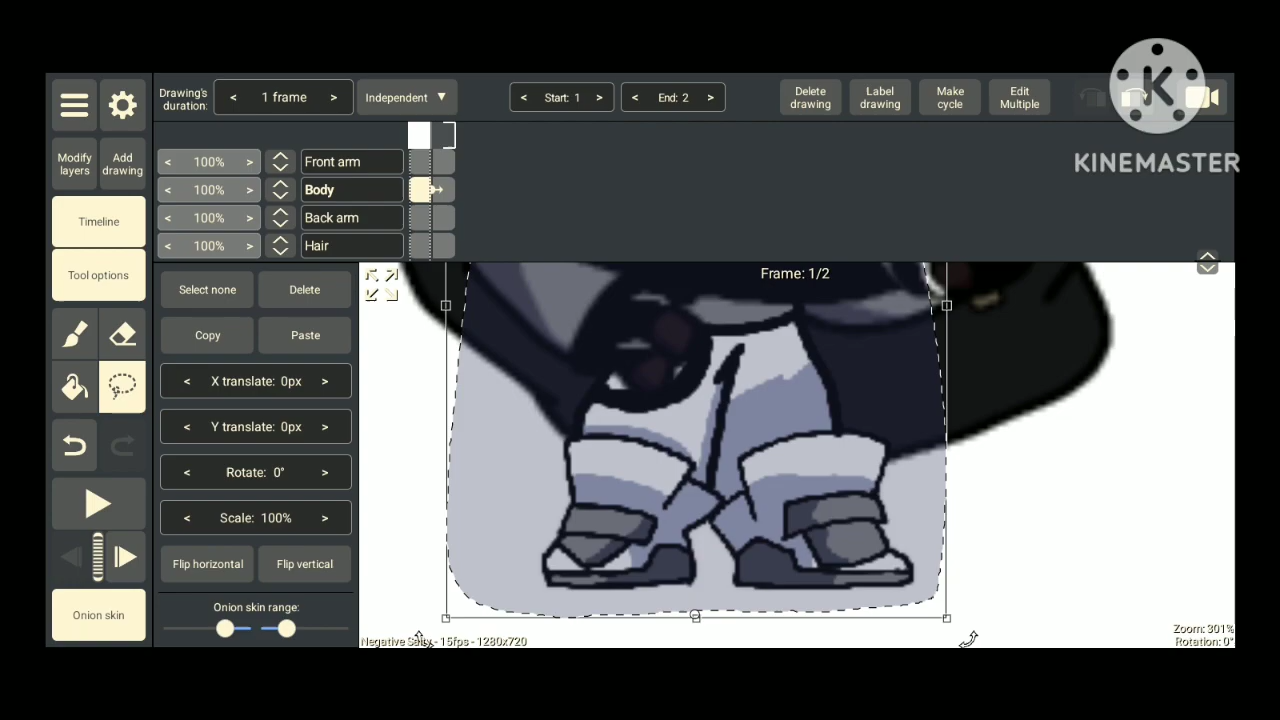 Drawing's duration:
< 1 frame >
Independent ▼
< Start: 1 >
< End: 2 >
Delete drawing
Label drawing
Make cycle
Edit Multiple
K
KINEMASTER
Modify layers
Add drawing
< 100% >
Front arm
< 100% >
Body
< 100% >
Back arm
< 100% >
Hair
Timeline
Tool options
Frame: 1/2
Select none
Delete
Copy
Paste
< X translate: 0px >
< Y translate: 0px >
< Rotate: 0° >
< Scale: 100% >
Flip horizontal
Flip vertical
Onion skin
Onion skin range:
Negative Sally - 15fps - 1280x720
Zoom: 301%
Rotation: 0°